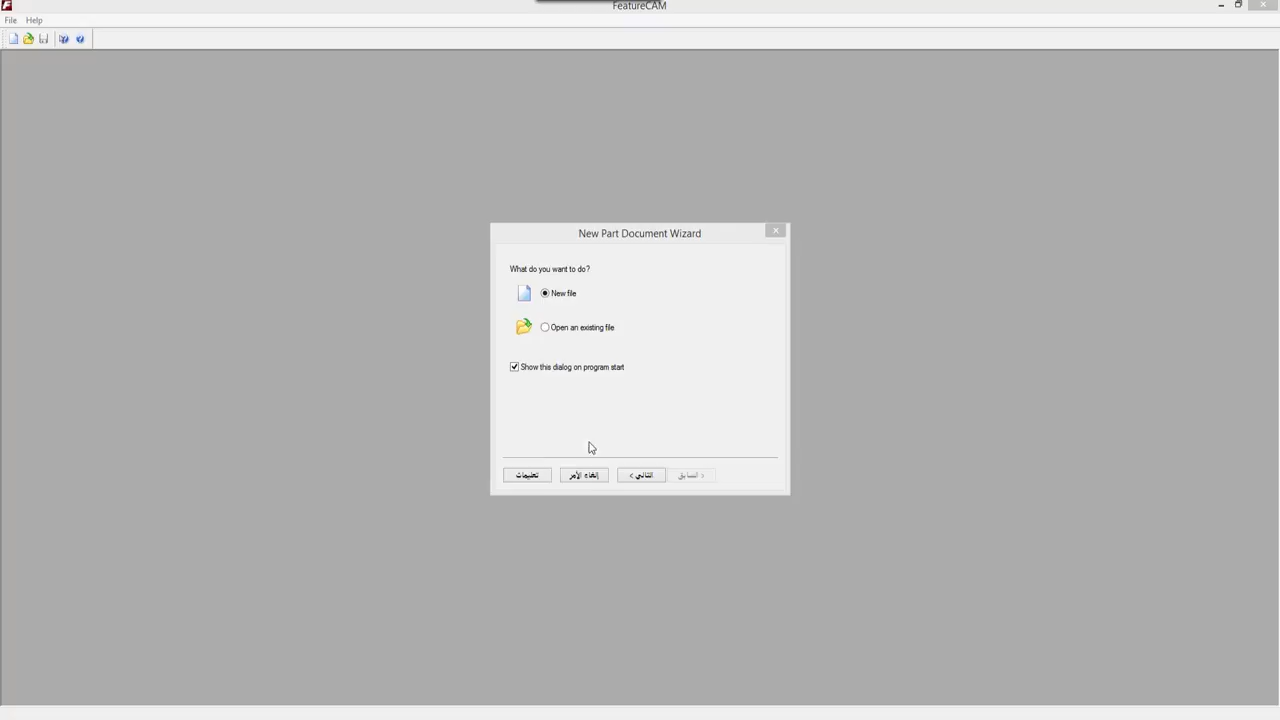 FeatureCAM
File Help
New Part Document Wizard
What do you want to do?
New file
Open an existing file
Show this dialog on program start
تعليمات إلغاء الأمر التالي > < السابق